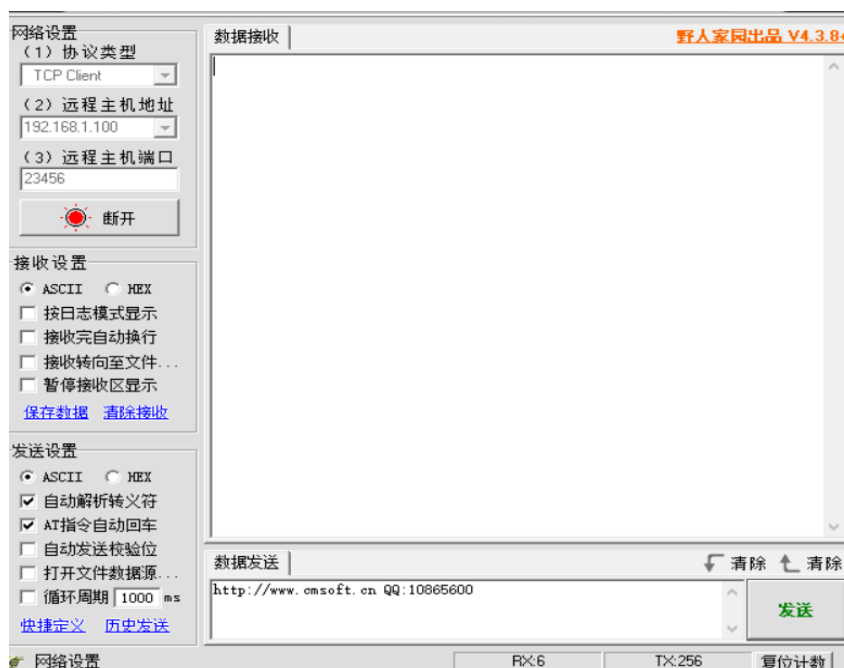 网络设置
(1) 协议类型
TCP Client
(2) 远程主机地址
192.168.1.100
(3) 远程主机端口
23456
断开
接收设置
ASCII HEX
按日志模式显示
接收完自动换行
接收转向至文件...
暂停接收区显示
保存数据 清除接收
发送设置
ASCII HEX
自动解析转义符
AT指令自动回车
自动发送校验位
打开文件数据源...
循环周期 1000 ms
快捷定义 历史发送
数据接收
野人家园出品 V4.3.8
数据发送 清除 清除
http://www.cmsoft.cn QQ:10865600
发送
网络设置 RX:6 TX:256 复位计数